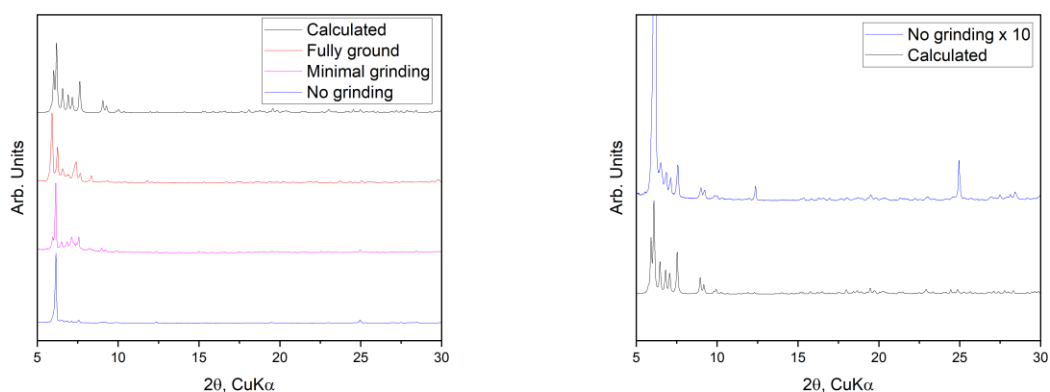 Calculated
Fully ground
Minimal grinding
No grinding
Arb. Units
5 10 15 20 25 30
2θ, CuKα
No grinding x 10
Calculated
Arb. Units
5 10 15 20 25 30
2θ, CuKα